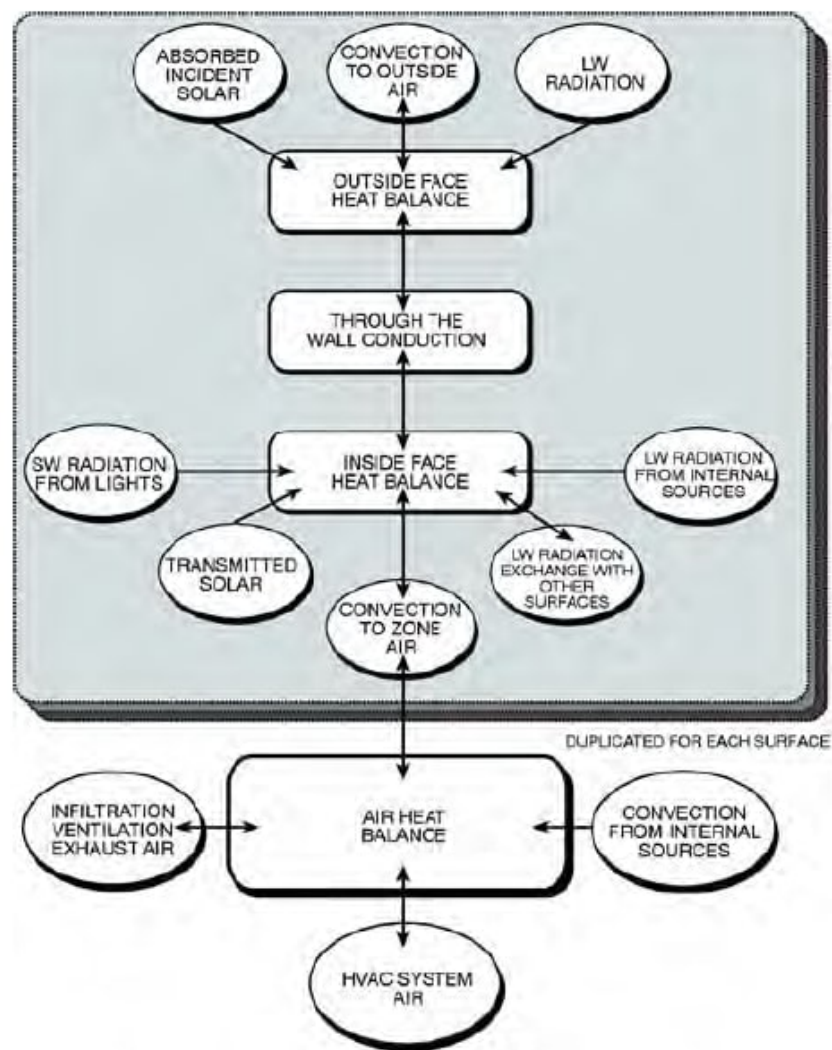 ABSORBED
INCIDENT
SOLAR
CONVECTION
TO OUTSIDE
AIR
LW
RADIATION
OUTSIDE FACE
HEAT BALANCE
THROUGH THE
WALL CONDUCTION
SW RADIATION
FROM LIGHTS
INSIDE FACE
HEAT BALANCE
LW RADIATION
FROM INTERNAL
SOURCES
TRANSMITTED
SOLAR
CONVECTION
TO ZONE
AIR
LW RADIATION
EXCHANGE WITH
OTHER
SURFACES
DUPLICATED FOR EACH SURFACE
INFILTRATION
VENTILATION
EXHAUST AIR
AIR HEAT
BALANCE
CONVECTION
FROM INTERNAL
SOURCES
HVAC SYSTEM
AIR